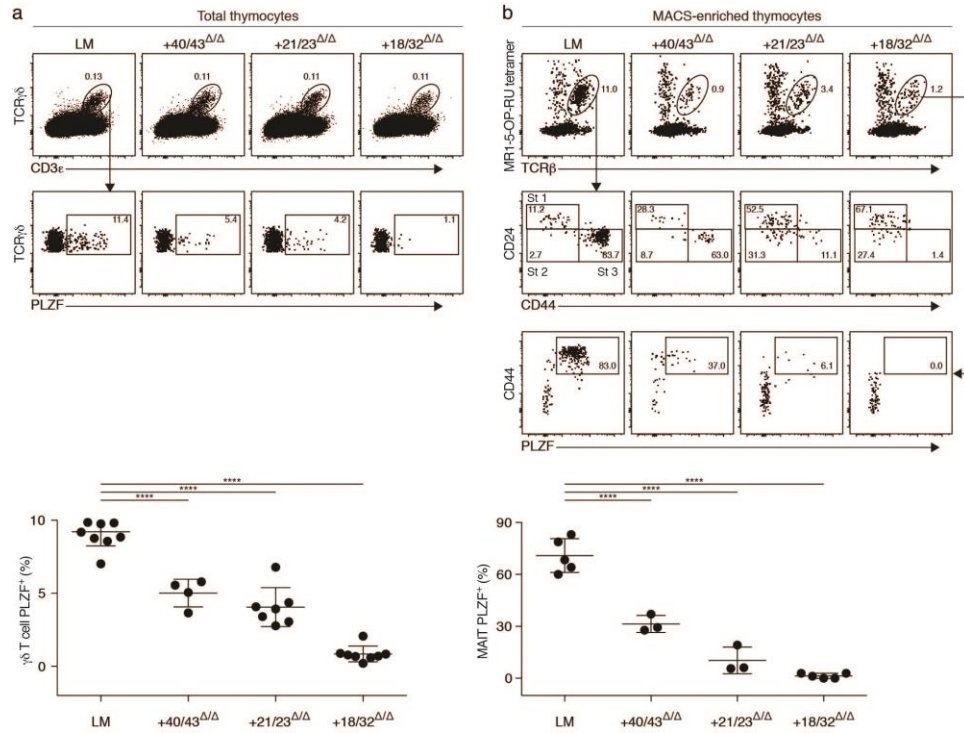 a
Total thymocytes
LM +40/43Δ/Δ +21/23Δ/Δ +18/32Δ/Δ
TCRγδ
0.13 0.11 0.11 0.11
CD3ε
TCRγδ
11.4 5.4 4.2 1.1
PLZF
b
MACS-enriched thymocytes
LM +40/43Δ/Δ +21/23Δ/Δ +18/32Δ/Δ
MR1-5-OP-RU tetramer
11.0 0.9 3.4 1.2
TCRβ
St 1
CD24
11.2 28.3 52.5 67.1
2.7 83.7 8.7 63.0 31.3 11.1 27.4 1.4
St 2 St 3
CD44
CD44
83.0 37.0 6.1 0.0
PLZF
****
****
****
γδ T cell PLZF+ (%)
10
5
0
LM +40/43Δ/Δ +21/23Δ/Δ +18/32Δ/Δ
****
****
****
MAIT PLZF+ (%)
90
60
30
0
LM +40/43Δ/Δ +21/23Δ/Δ +18/32Δ/Δ